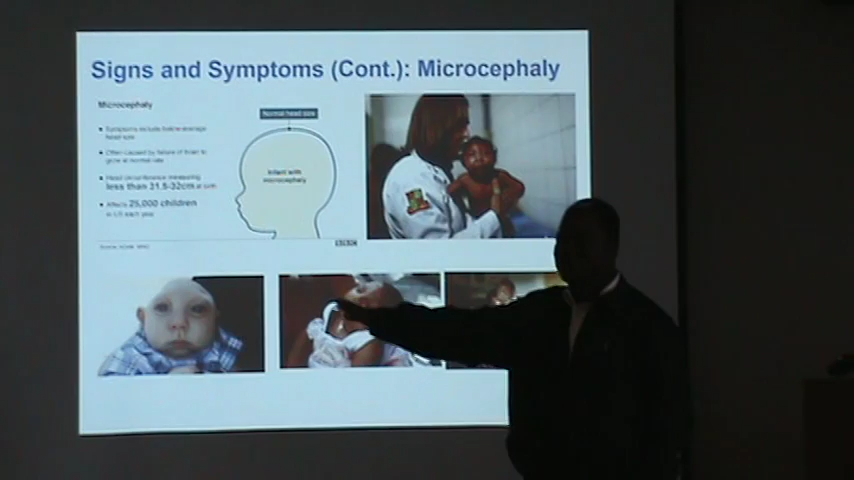 Signs and Symptoms (Cont.): Microcephaly
Microcephaly
Normal head size
Symptoms include below average
head size
Infant with
microcephaly
Often caused by failure of brain to
grow at normal rate
Head circumference measuring
less than 31.5-32cm at birth
Affects 25,000 children
in US each year
BBC